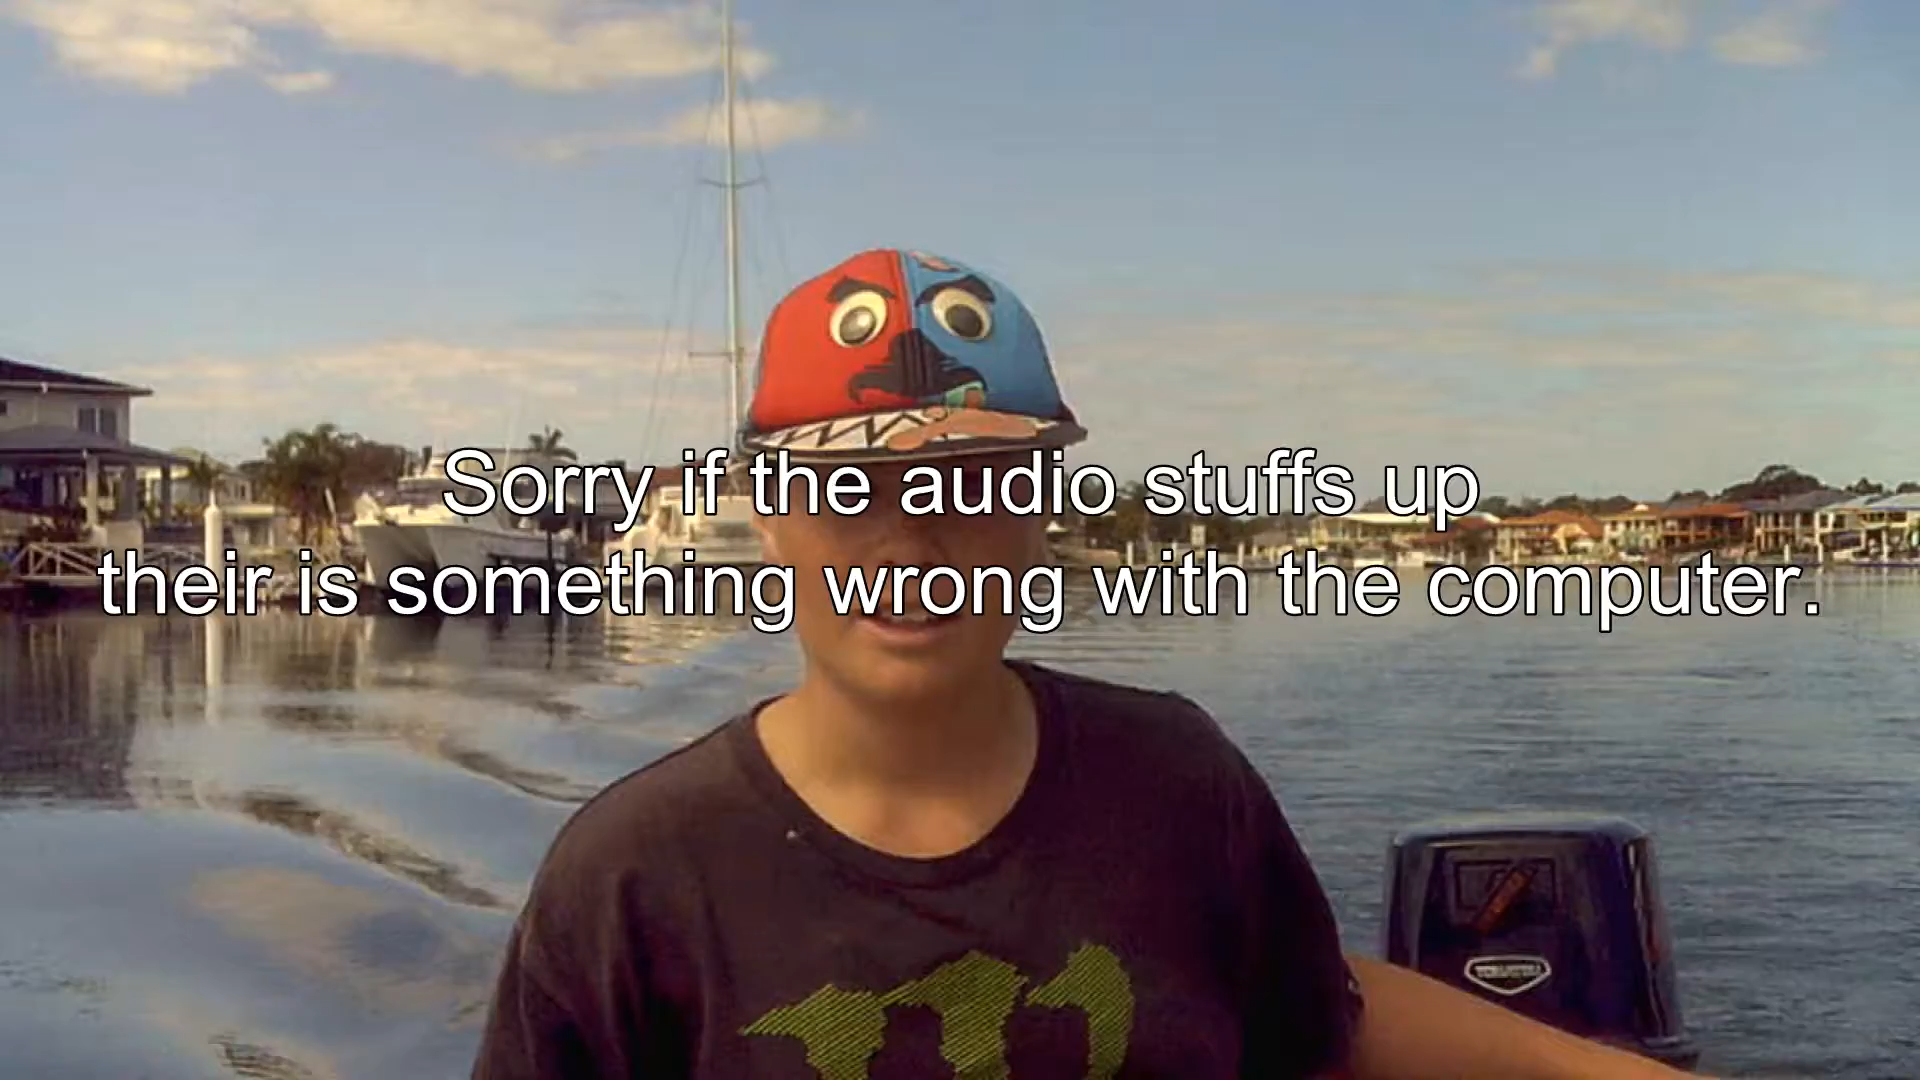 Sorry if the audio stuffs up
their is something wrong with the computer.